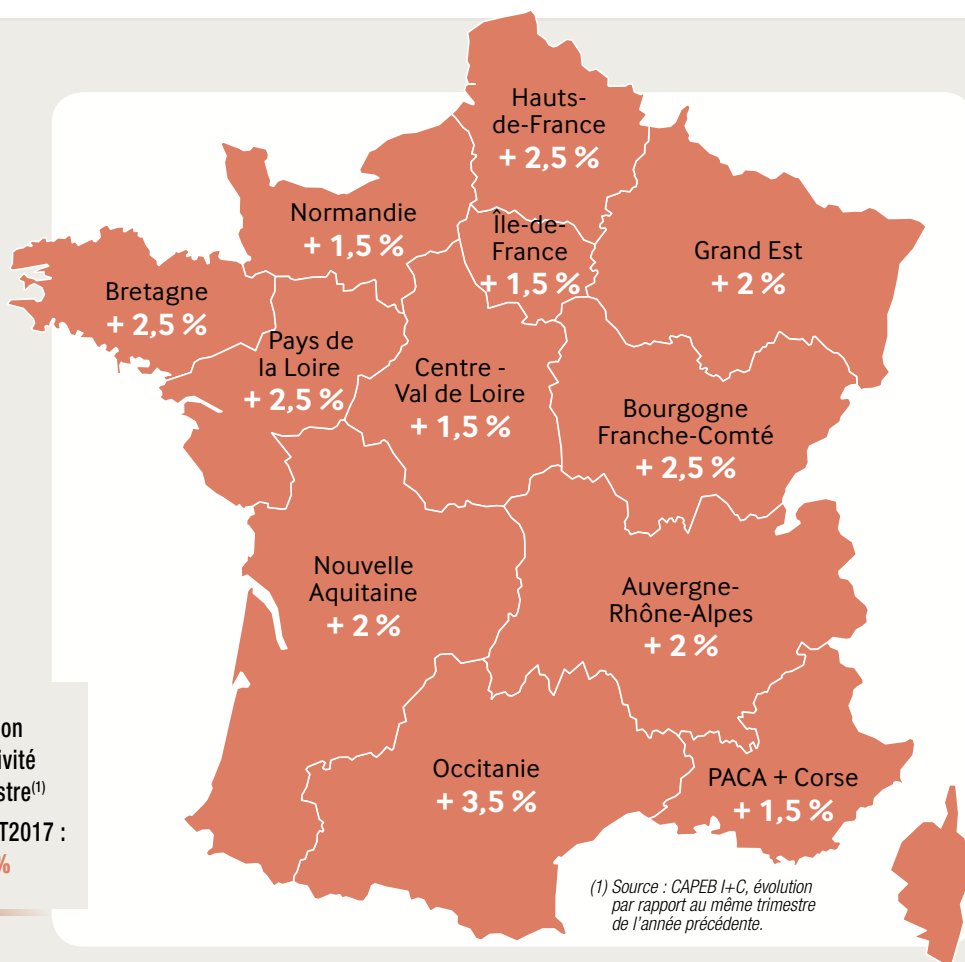 Hauts-
de-France
+ 2,5 %
Normandie
+ 1,5 %
Île-de-
France
+ 1,5 %
Grand Est
+ 2 %
Bretagne
+ 2,5 %
Pays de
la Loire
+ 2,5 %
Centre -
Val de Loire
+ 1,5 %
Bourgogne
Franche-Comté
+ 2,5 %
Nouvelle
Aquitaine
+ 2 %
Auvergne-
Rhône-Alpes
+ 2 %
Occitanie
+ 3,5 %
PACA + Corse
+ 1,5 %
on
ivité
stre(1)
T2017 :
%
(1) Source : CAPEB I+C, évolution
par rapport au même trimestre
de l'année précédente.